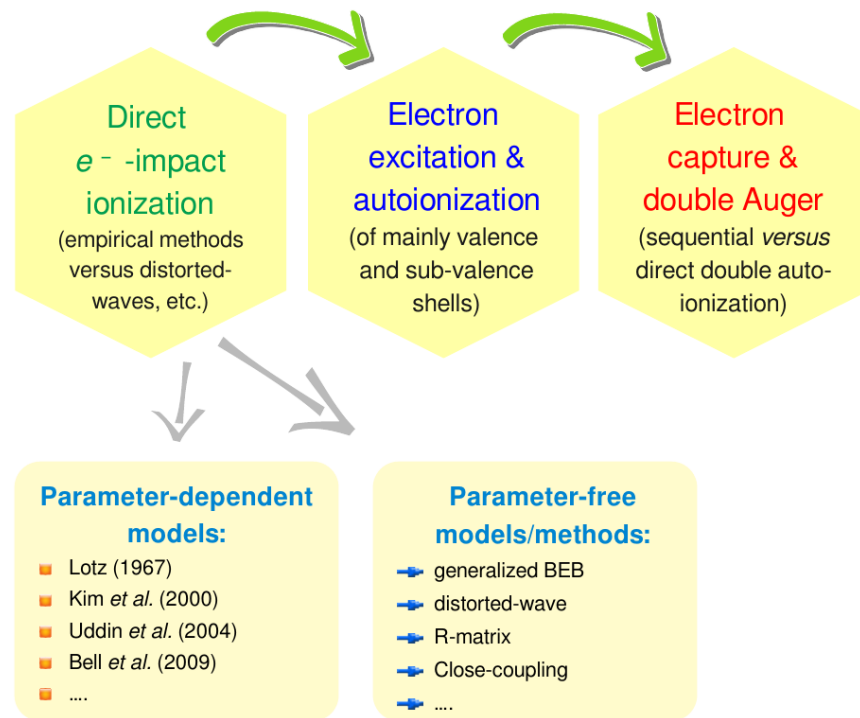 Direct
e⁻ -impact
ionization
(empirical methods
versus distorted-
waves, etc.)
Electron
excitation &
autoionization
(of mainly valence
and sub-valence
shells)
Electron
capture &
double Auger
(sequential versus
direct double auto-
ionization)
Parameter-dependent
models:
Lotz (1967)
Kim et al. (2000)
Uddin et al. (2004)
Bell et al. (2009)
....
Parameter-free
models/methods:
generalized BEB
distorted-wave
R-matrix
Close-coupling
....